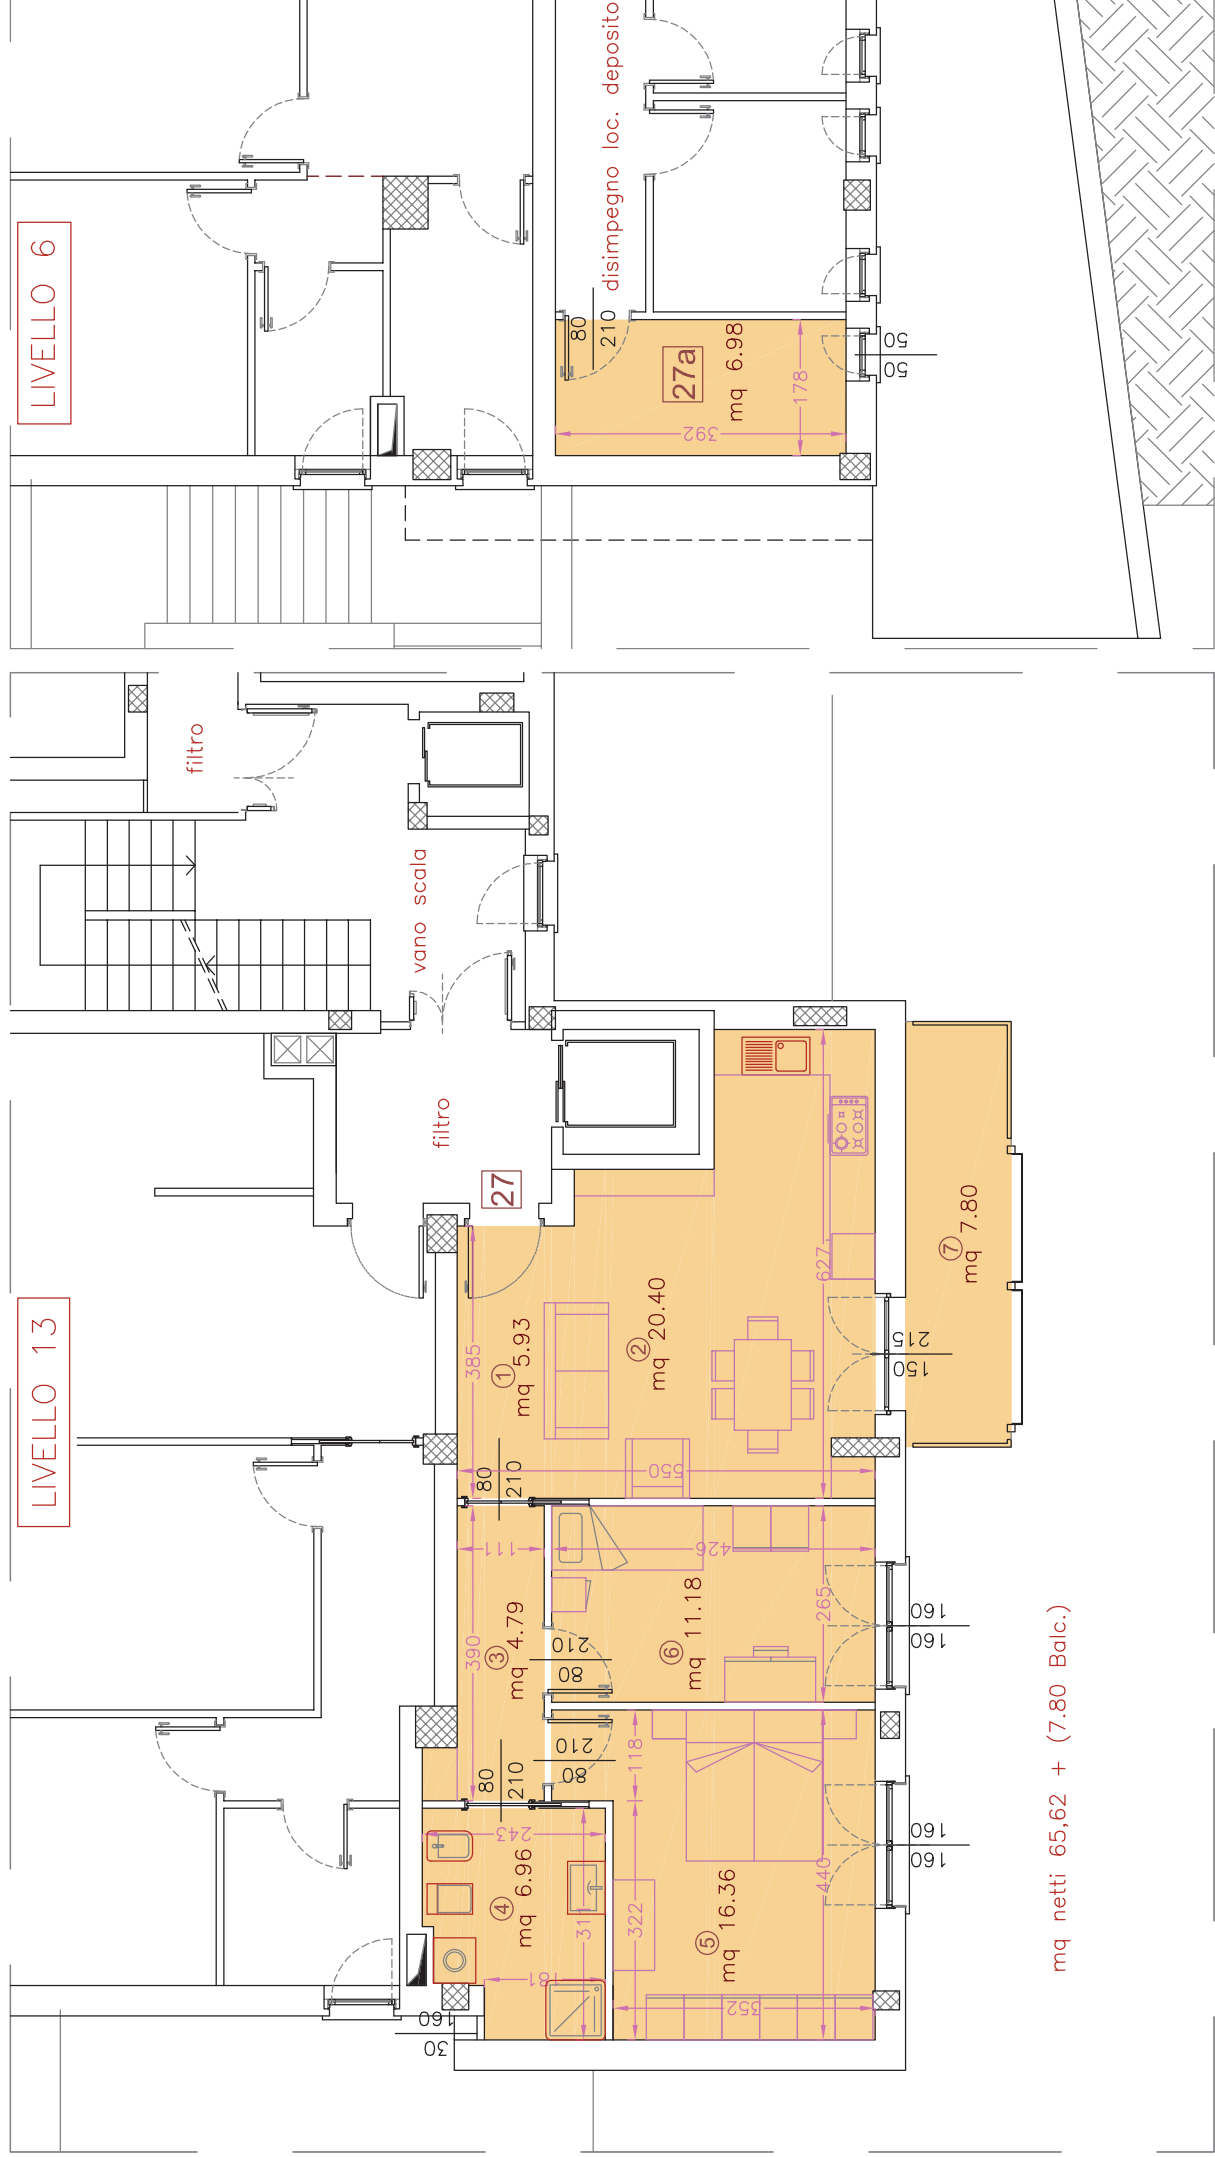 LIVELLO 6
disimpegno loc. deposito
80
210
27a
mq 6.98
178
392
50
50
filtro
vano scala
filtro
27
LIVELLO 13
385
1
mq 5.93
2
mq 20.40
627
7
mq 7.80
215
150
550
80
210
111
426
390
3
mq 4.79
210
80
6
mq 11.18
265
160
160
80
210
210
80
118
243
4
mq 6.96
311
322
181
5
mq 16.36
440
352
160
160
160
30
mq netti 65,62 + (7.80 Balc.)